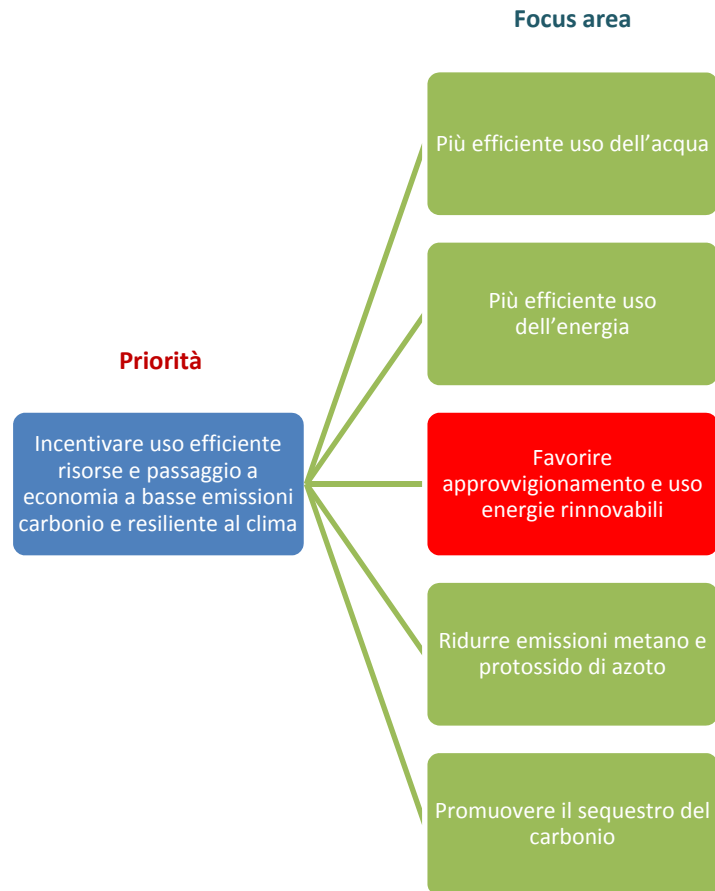 Focus area
Più efficiente uso dell’acqua
Più efficiente uso
dell’energia
Priorità
Incentivare uso efficiente
risorse e passaggio a
economia a basse emissioni
carbonio e resiliente al clima
Favorire
approvvigionamento e uso
energie rinnovabili
Ridurre emissioni metano e
protossido di azoto
Promuovere il sequestro del
carbonio